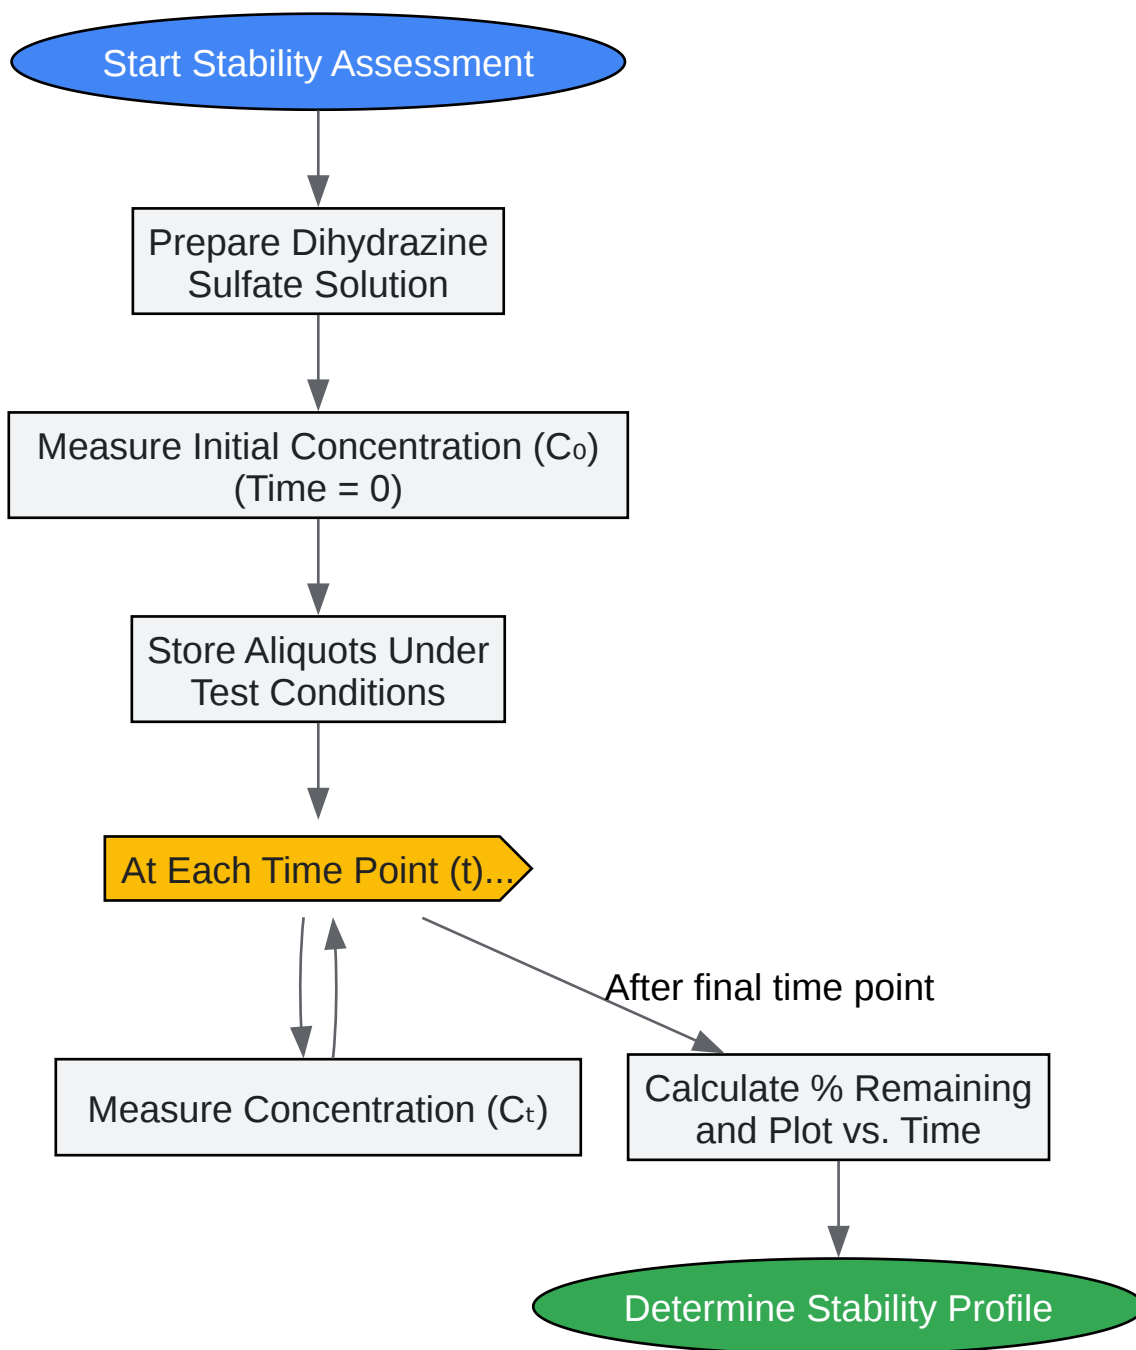 Start Stability Assessment
Prepare Dihydrazine
Sulfate Solution
Measure Initial Concentration (C₀)
(Time = 0)
Store Aliquots Under
Test Conditions
At Each Time Point (t)...
After final time point
Measure Concentration (Cₜ)
Calculate % Remaining
and Plot vs. Time
Determine Stability Profile